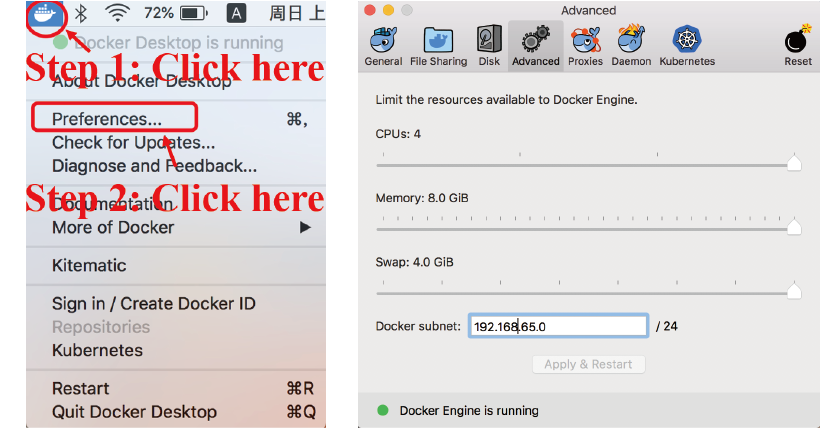 72% A 周日 上
Docker Desktop is running
Step 1: Click here
About Docker Desktop
Preferences... ⌘,
Check for Updates...
Diagnose and Feedback...
Step 2: Click here
Documentation
More of Docker ▶
Kitematic
Sign in / Create Docker ID
Repositories
Kubernetes
Restart ⌘R
Quit Docker Desktop ⌘Q
Advanced
General File Sharing Disk Advanced Proxies Daemon Kubernetes Reset
Limit the resources available to Docker Engine.
CPUs: 4
Memory: 8.0 GiB
Swap: 4.0 GiB
Docker subnet: 192.168.65.0 / 24
Apply & Restart
Docker Engine is running